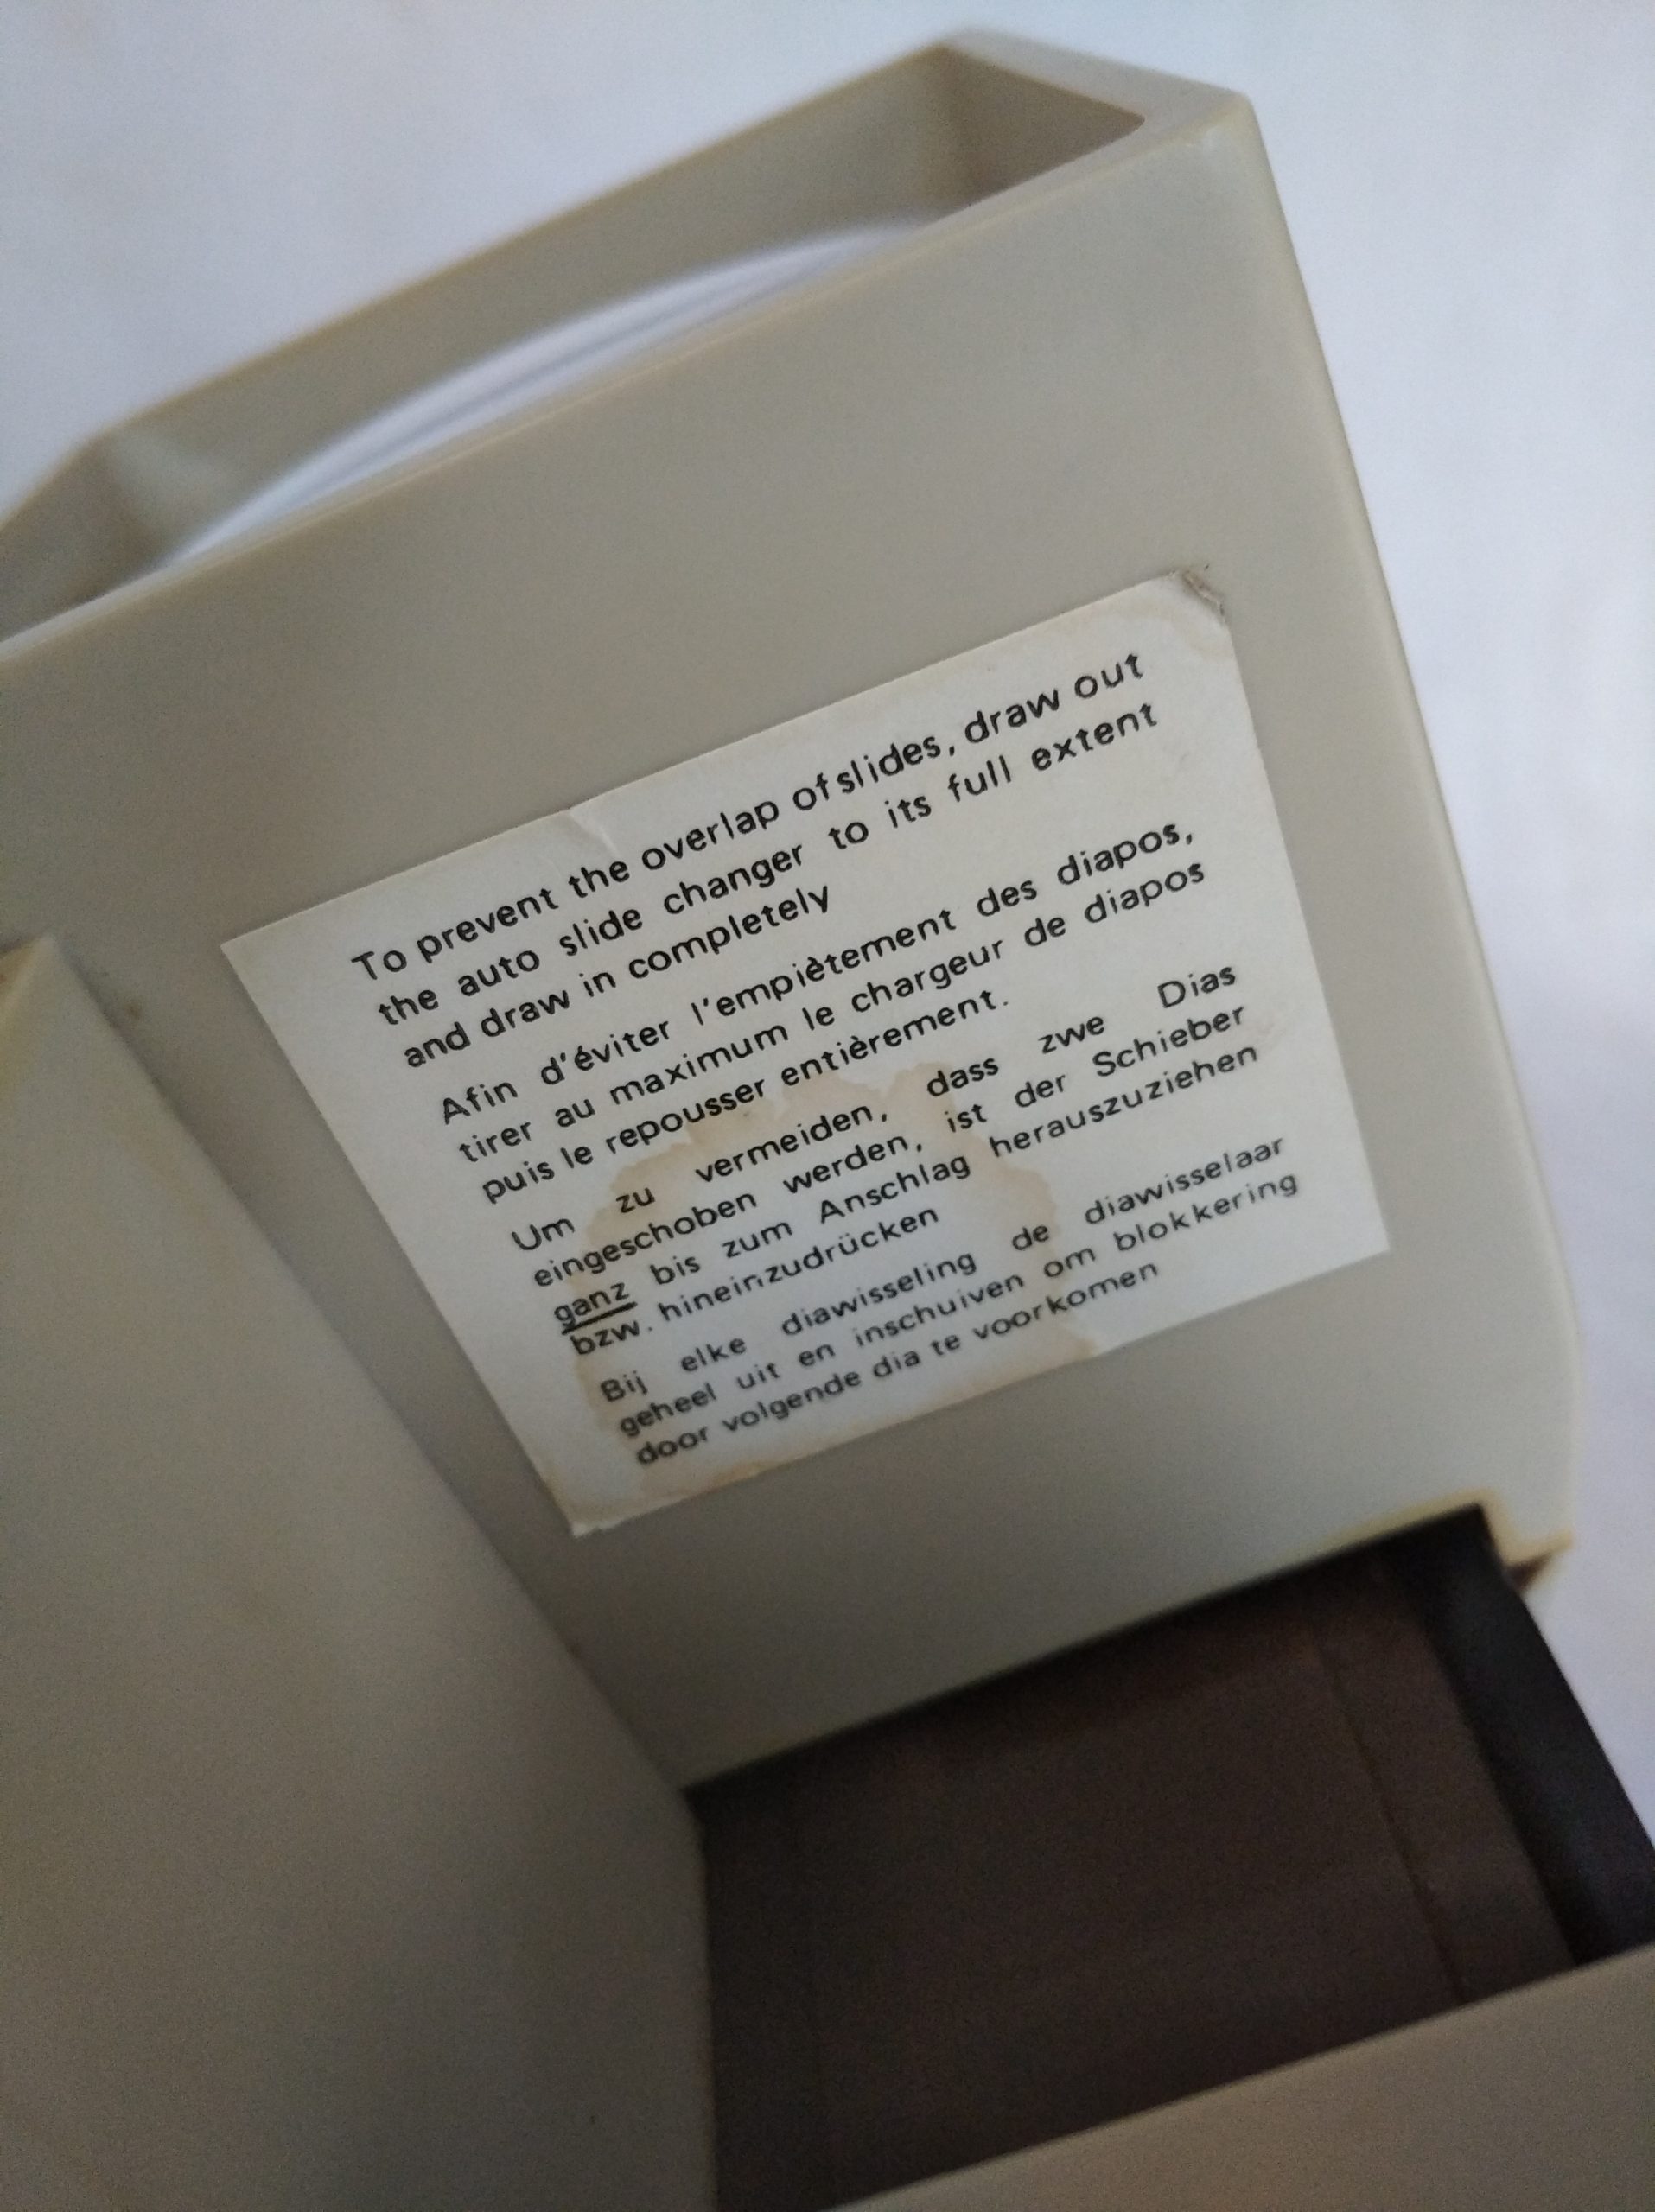 To prevent the overlap of slides, draw out
the auto slide changer to its full extent
and draw in completely
Afin d'éviter l'empiètement des diapos,
tirer au maximum le chargeur de diapos
puis le repousser entièrement.
Um zu vermeiden, dass zwe Dias
eingeschoben werden, ist der Schieber
ganz bis zum Anschlag herauszuziehen
bzw. hineinzudrücken
Bij elke diawisseling de diawisselaar
geheel uit en inschuiven om blokkering
door volgende dia te voorkomen